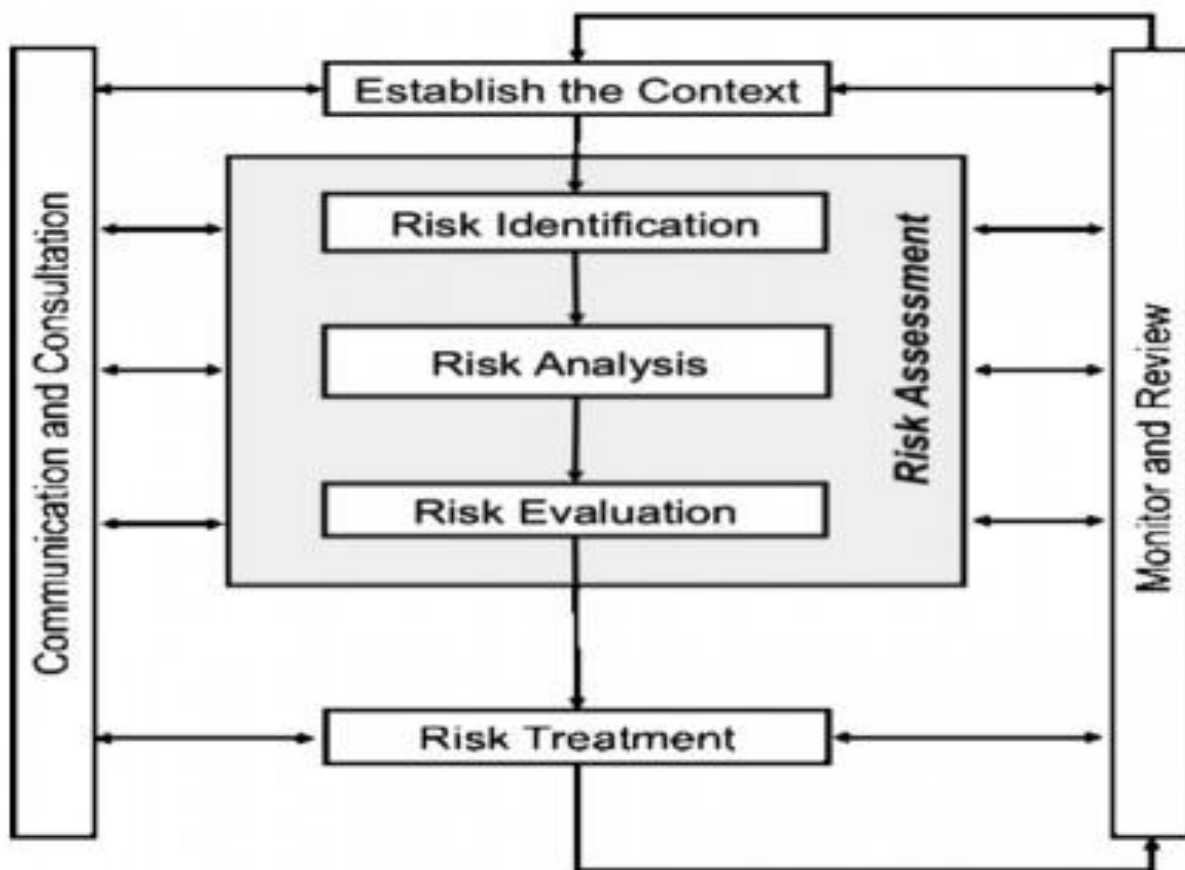 Establish the Context
Communication and Consultation
Risk Identification
Risk Analysis
Risk Evaluation
Risk Assessment
Monitor and Review
Risk Treatment